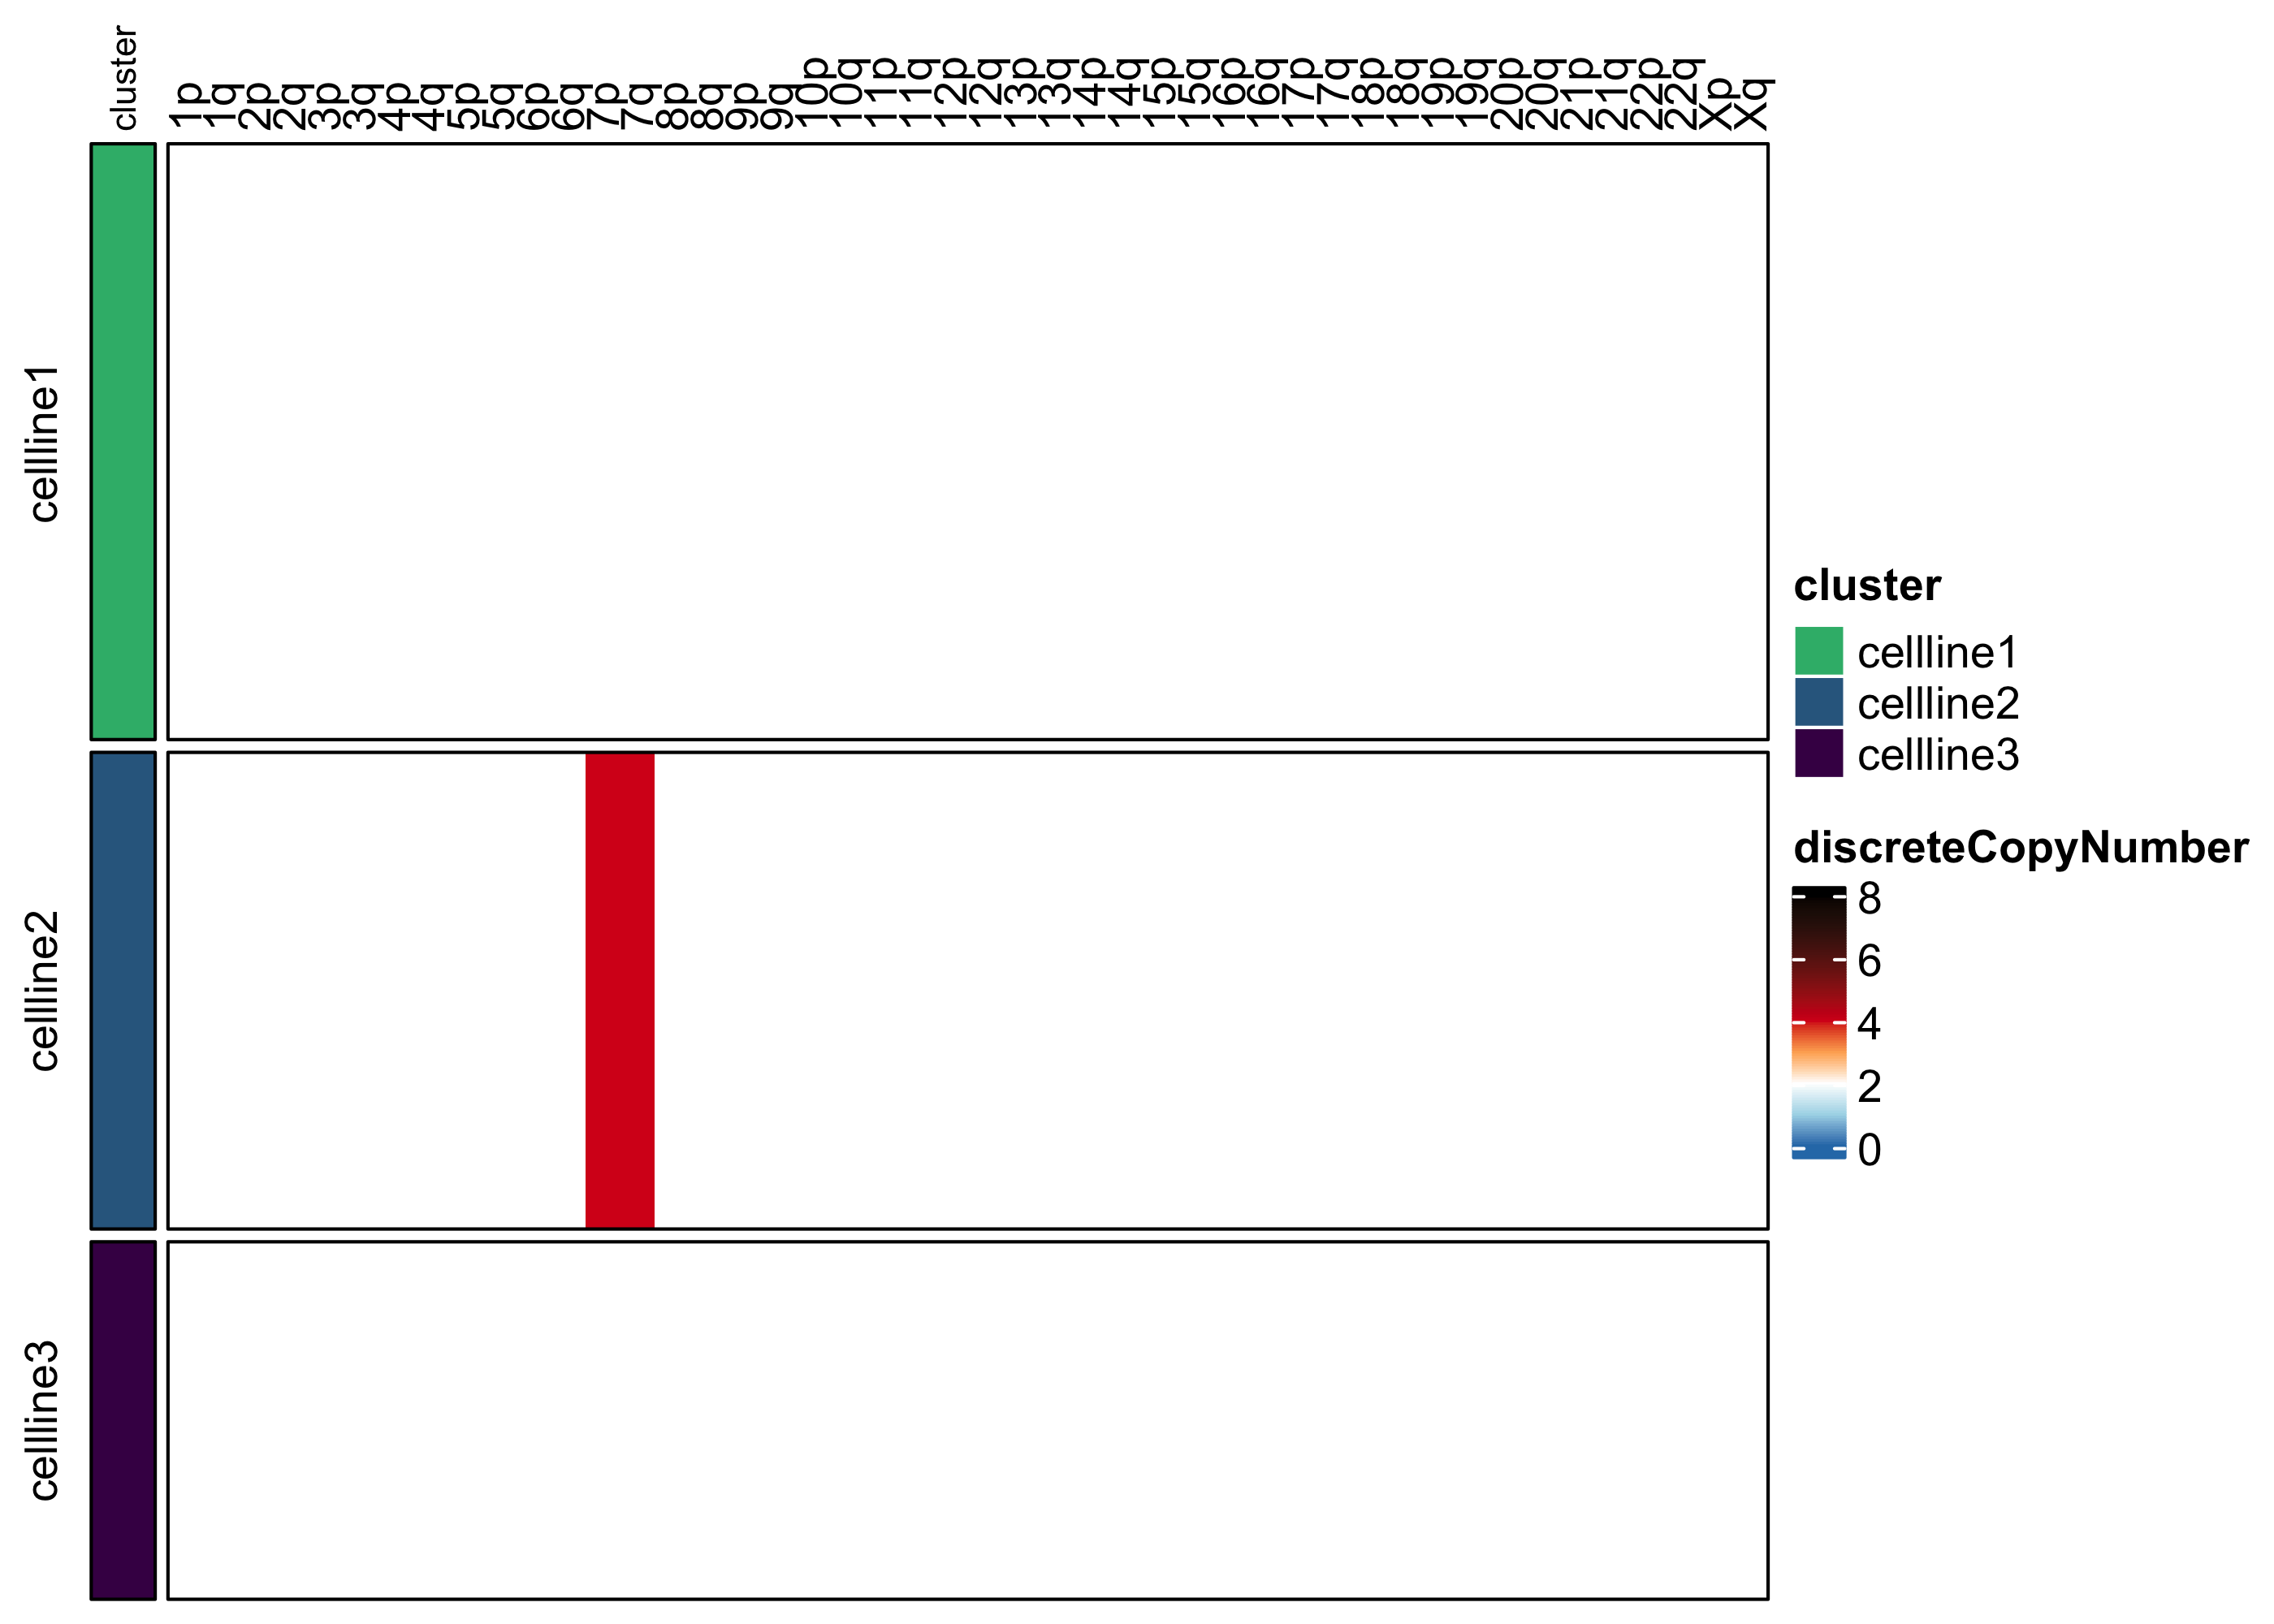 cluster
1p 1q 2p 2q 3p 3q 4p 4q 5p 5q 6p 6q 7p 7q 8p 8q 9p 9q 10p 10q 11p 11q 12p 12q 13p 13q 14p 14q 15p 15q 16p 16q 17p 17q 18p 18q 19p 19q 20p 20q 21p 21q 22p 22q Xp Xq
cellline1
cellline2
cellline3
cluster
cellline1
cellline2
cellline3
discreteCopyNumber
8
6
4
2
0